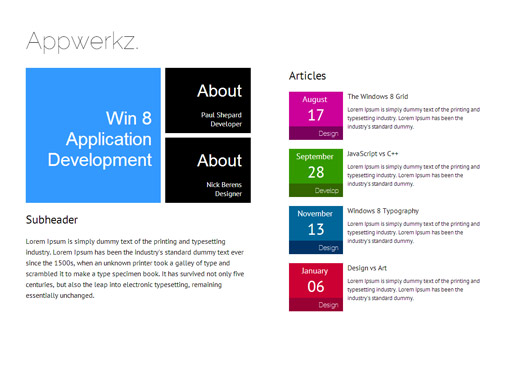 Appwerkz.
Win 8
Application
Development
About
Paul Shepard
Developer
About
Nick Berens
Designer
Subheader
Lorem Ipsum is simply dummy text of the printing and typesetting
industry. Lorem Ipsum has been the industry's standard dummy text ever
since the 1500s, when an unknown printer took a galley of type and
scrambled it to make a type specimen book. It has survived not only five
centuries, but also the leap into electronic typesetting, remaining
essentially unchanged.
Articles
August
17
Design
The Windows 8 Grid
Lorem Ipsum is simply dummy text of the printing and
typesetting industry. Lorem Ipsum has been the
industry's standard dummy.
September
28
Develop
JavaScript vs C++
Lorem Ipsum is simply dummy text of the printing and
typesetting industry. Lorem Ipsum has been the
industry's standard dummy.
November
13
Design
Windows 8 Typography
Lorem Ipsum is simply dummy text of the printing and
typesetting industry. Lorem Ipsum has been the
industry's standard dummy.
January
06
Design
Design vs Art
Lorem Ipsum is simply dummy text of the printing and
typesetting industry. Lorem Ipsum has been the
industry's standard dummy.